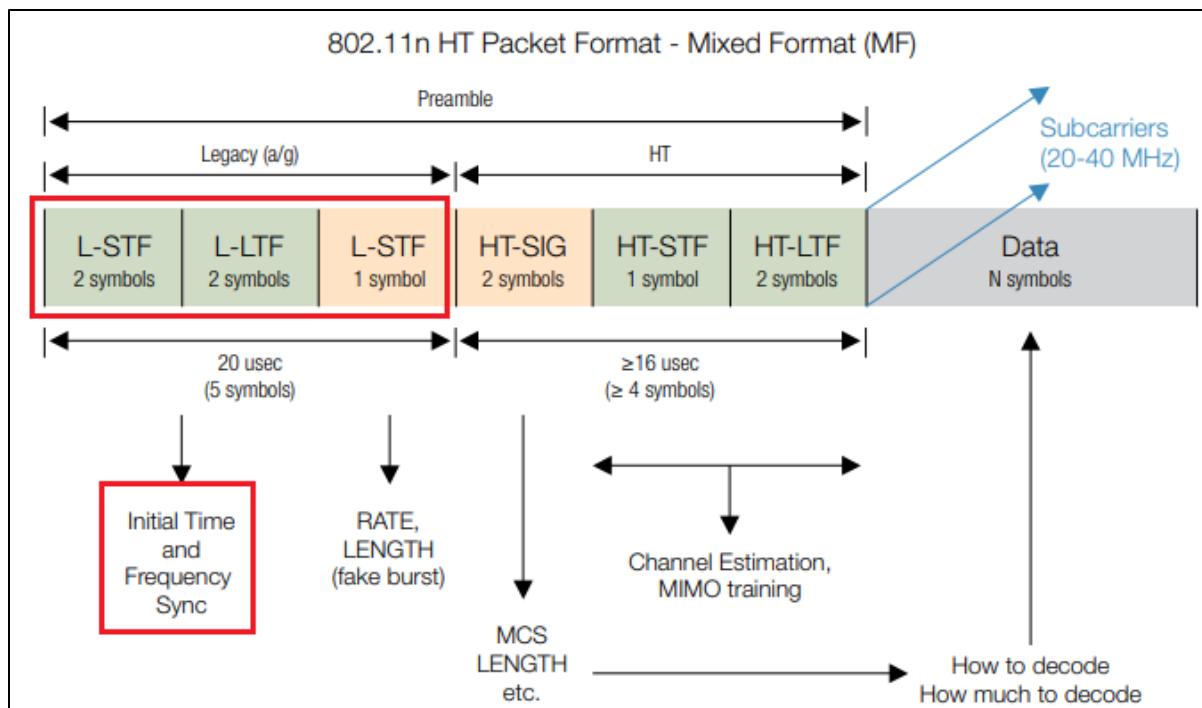 802.11n HT Packet Format - Mixed Format (MF)
Preamble
Subcarriers
(20-40 MHz)
Legacy (a/g)
HT
L-STF
2 symbols
L-LTF
2 symbols
L-STF
1 symbol
HT-SIG
2 symbols
HT-STF
1 symbol
HT-LTF
2 symbols
Data
N symbols
20 usec
(5 symbols)
≥16 usec
(≥ 4 symbols)
Initial Time
and
Frequency
Sync
RATE,
LENGTH
(fake burst)
Channel Estimation,
MIMO training
MCS
LENGTH
etc.
How to decode
How much to decode